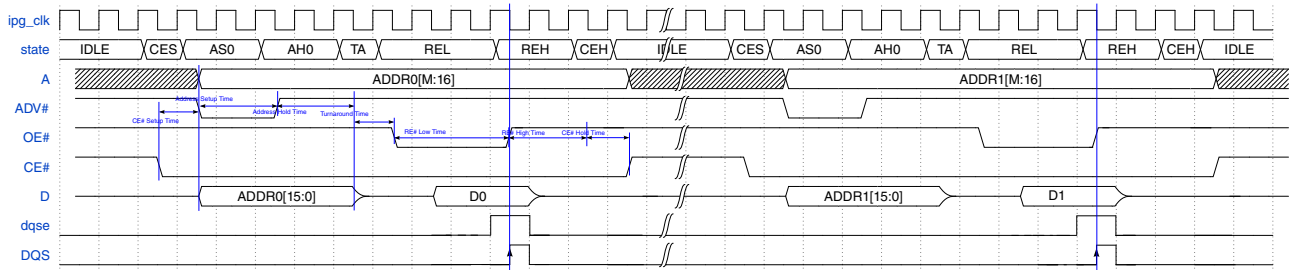 ipg_clk
state IDLE CES AS0 AH0 TA REL REH CEH IDLE CES AS0 AH0 TA REL REH CEH IDLE
A ADDR0[M:16] ADDR1[M:16]
ADV# Address Setup Time Address Hold Time
CE# Setup Time Turnaround Time
OE# RE# Low Time RE# High Time CE# Hold Time
CE#
D ADDR0[15:0] D0 ADDR1[15:0] D1
dqse
DQS